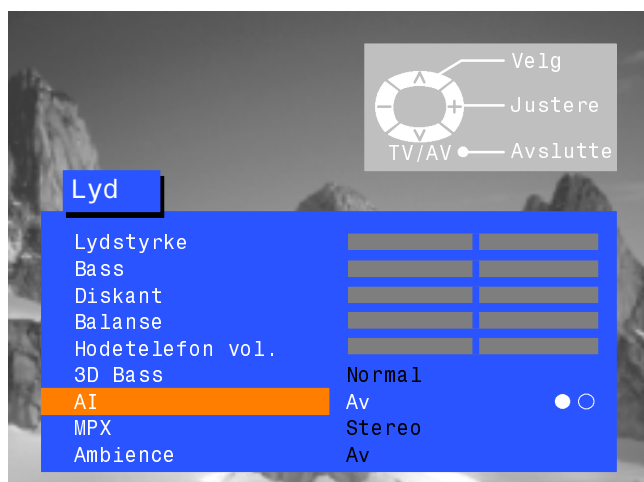 Velg
Justere
TV/AV Avslutte
Lyd
Lydstyrke
Bass
Diskant
Balanse
Hodetelefon vol.
3D Bass Normal
AI Av
MPX Stereo
Ambience Av